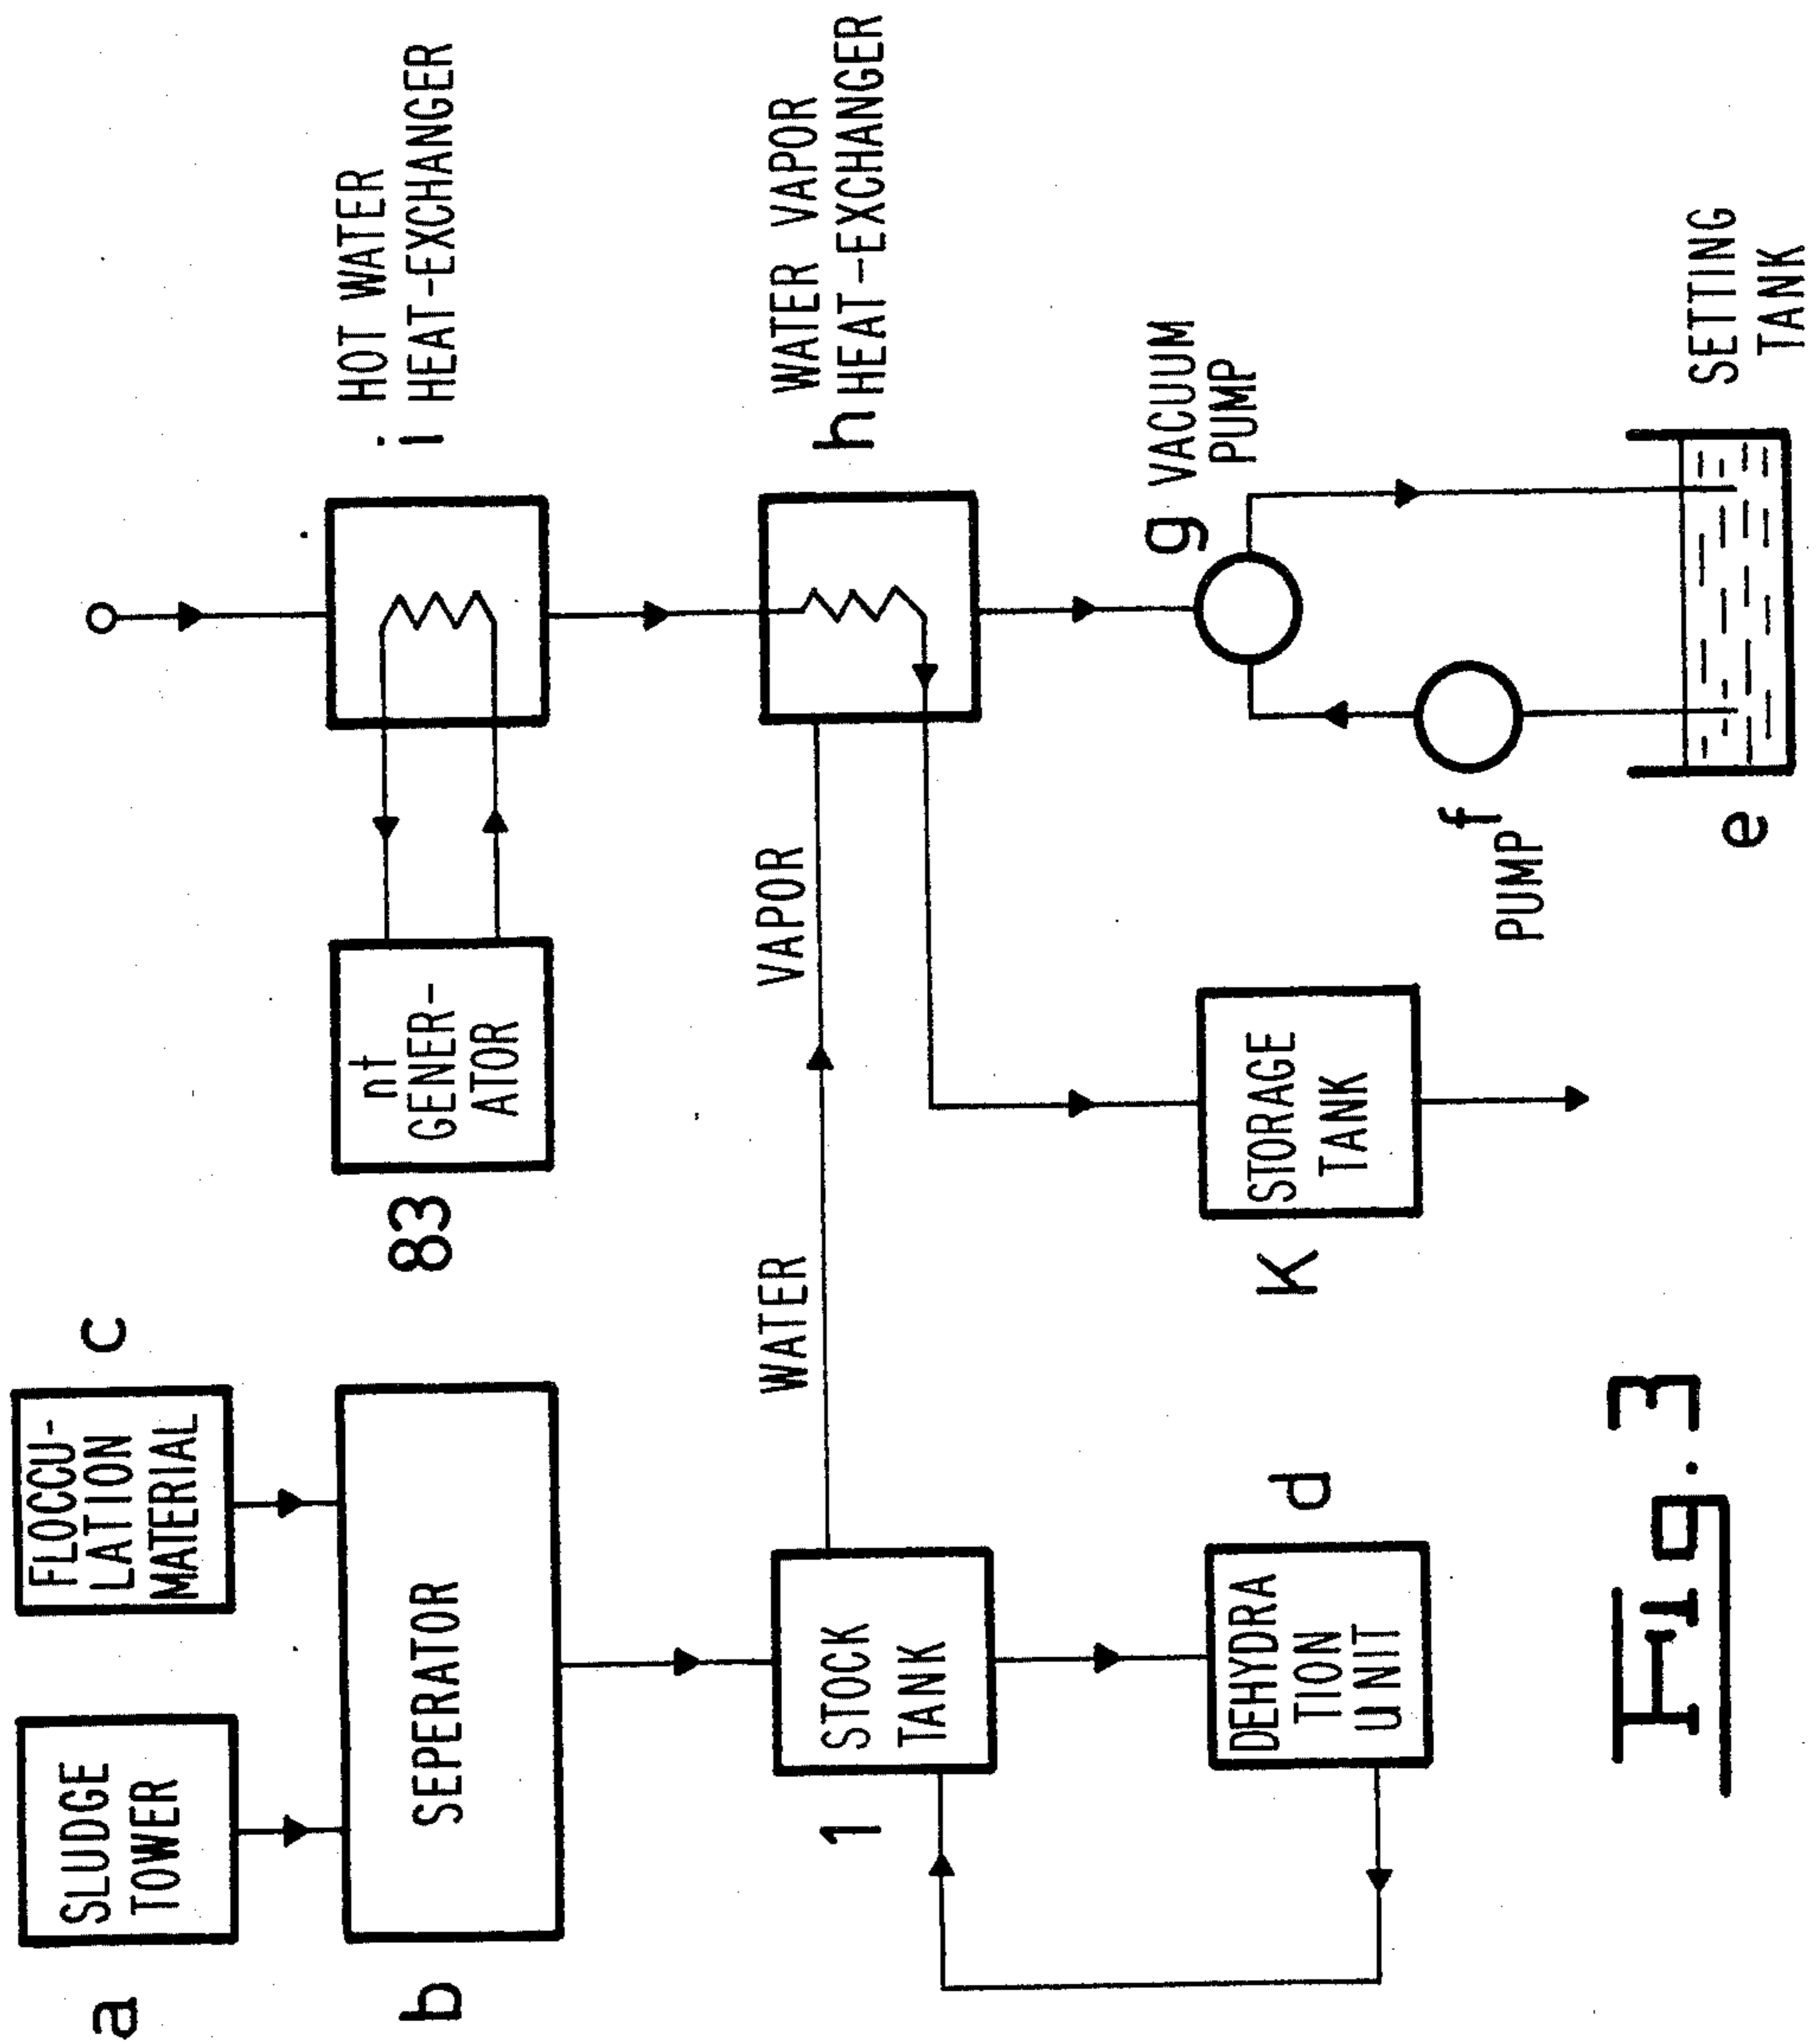 a
SLUDGE
TOWER
c
FLOCCU-
LATION
MATERIAL
b
SEPERATOR
1
STOCK
TANK
d
DEHYDRA
TION
UNIT
WATER VAPOR
83
nt
GENER-
ATOR
i
HOT WATER
HEAT-EXCHANGER
h
WATER VAPOR
HEAT-EXCHANGER
K
STORAGE
TANK
g VACUUM
PUMP
f
PUMP
e
SETTING
TANK
Fig. 3